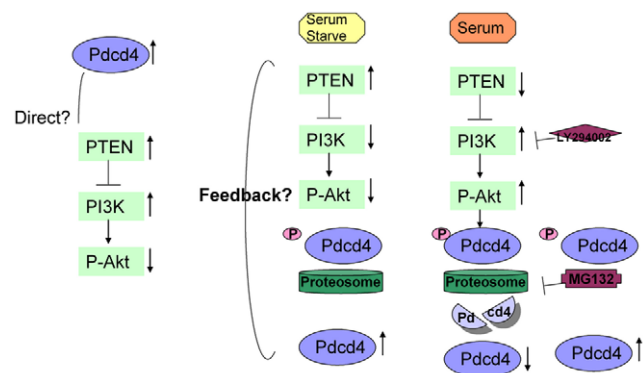 Serum
Starve
Serum
Pdcd4
Direct?
PTEN
PI3K
P-Akt
Feedback?
PTEN
PI3K
P-Akt
P
Pdcd4
Proteosome
Pdcd4
PTEN
PI3K
LY294002
P-Akt
P
Pdcd4
Proteosome
Pd
cd4
Pdcd4
P
Pdcd4
MG132
Pdcd4